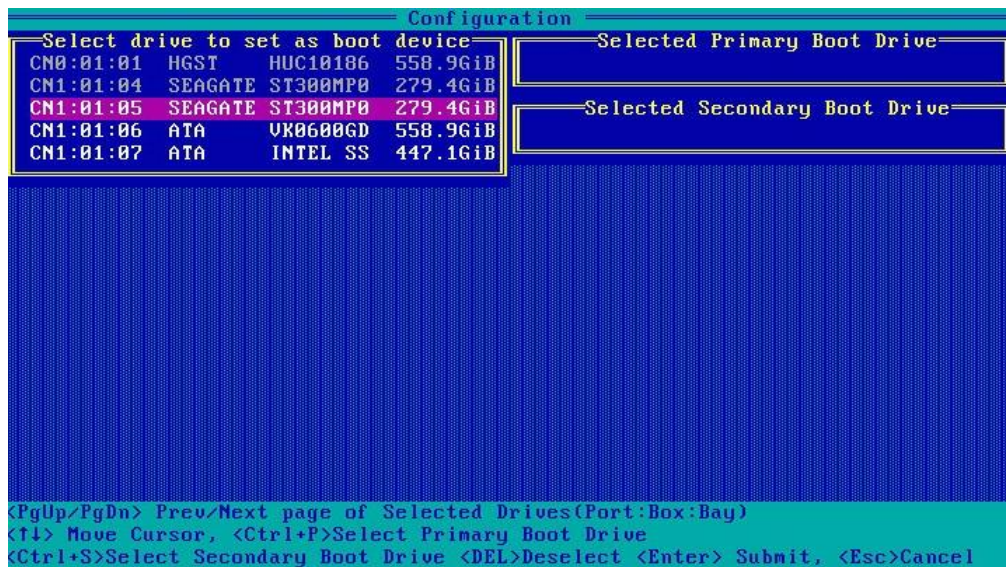 Configuration
Select drive to set as boot device
CN0:01:01 HGST HUC10186 558.9GiB
CN1:01:04 SEAGATE ST300MP0 279.4GiB
CN1:01:05 SEAGATE ST300MP0 279.4GiB
CN1:01:06 ATA VK0600GD 558.9GiB
CN1:01:07 ATA INTEL SS 447.1GiB
Selected Primary Boot Drive
Selected Secondary Boot Drive
<PgUp/PgDn> Prev/Next page of Selected Drives(Port:Box:Bay)
<↑↓> Move Cursor, <Ctrl+P>Select Primary Boot Drive
<Ctrl+S>Select Secondary Boot Drive <DEL>Deselect <Enter> Submit, <Esc>Cancel